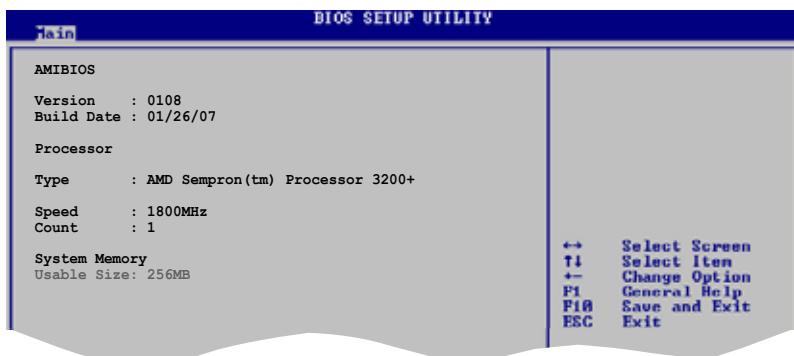 BIOS SETUP UTILITY
Main
AMIBIOS
Version : 0108
Build Date : 01/26/07
Processor
Type : AMD Sempron(tm) Processor 3200+
Speed : 1800MHz
Count : 1
System Memory
Usable Size: 256MB
←→ Select Screen
↑↓ Select Item
+- Change Option
F1 General Help
F10 Save and Exit
ESC Exit